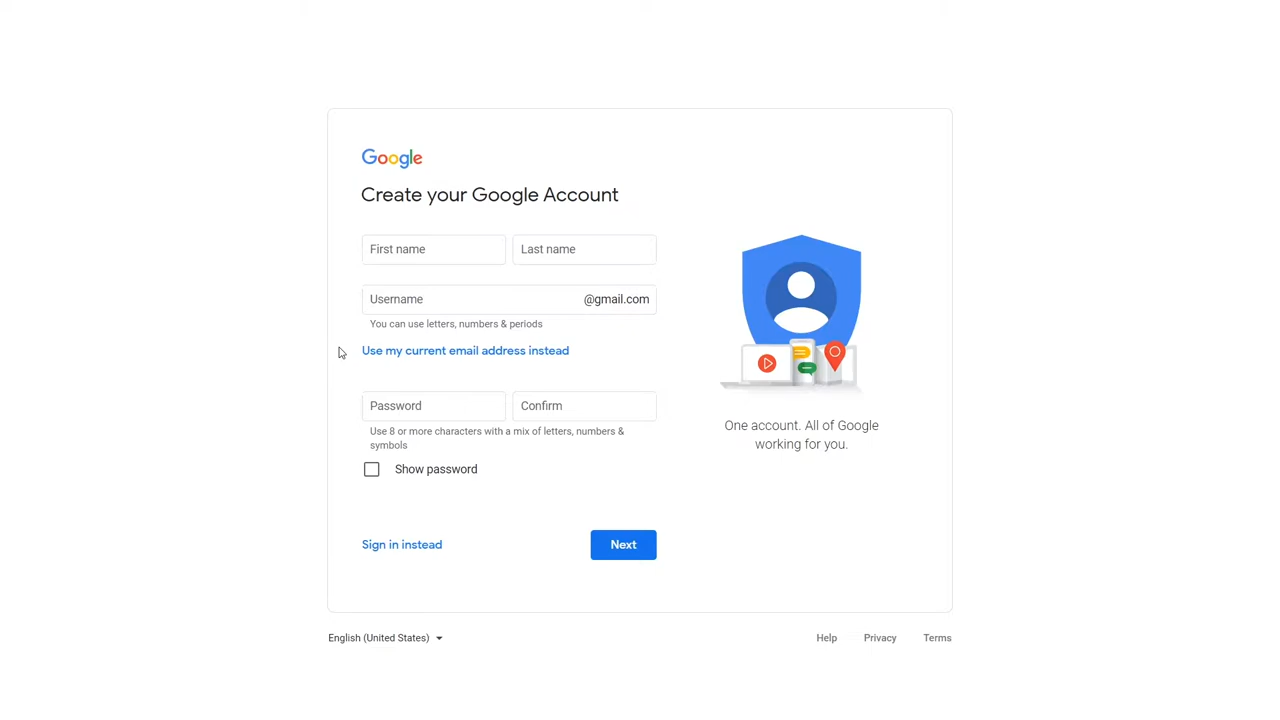 Google
Create your Google Account
First name
Last name
Username
@gmail.com
You can use letters, numbers & periods
Use my current email address instead
Password
Confirm
Use 8 or more characters with a mix of letters, numbers &
symbols
Show password
Sign in instead
Next
One account. All of Google
working for you.
English (United States)
Help
Privacy
Terms